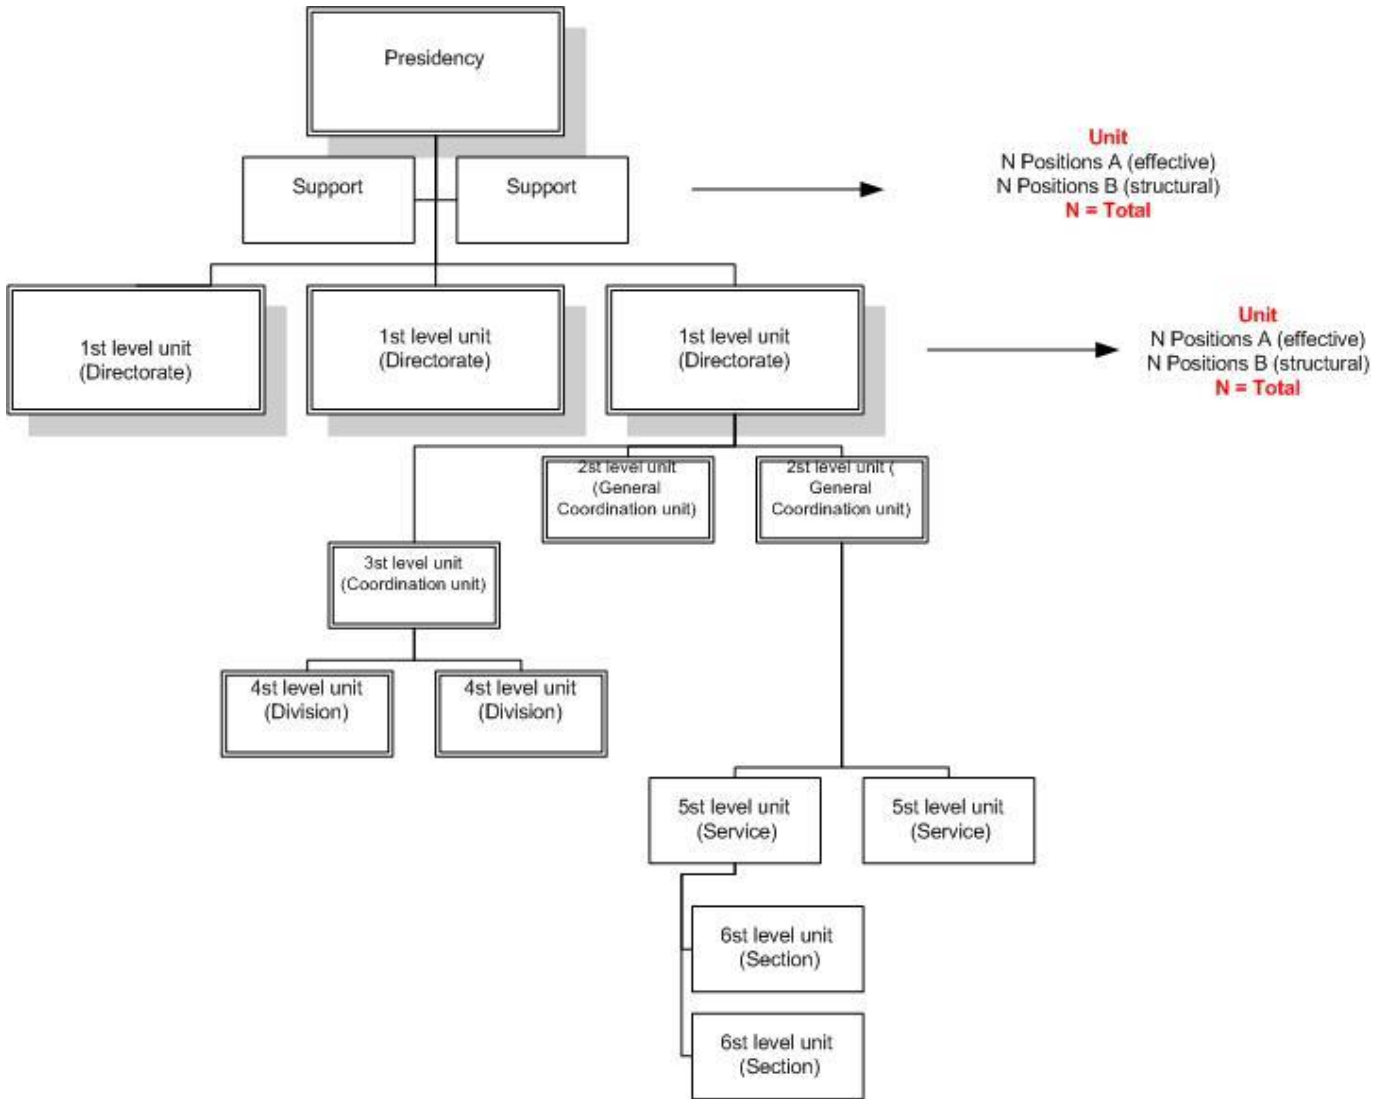 Presidency
Support
Support
Unit
N Positions A (effective)
N Positions B (structural)
N = Total
1st level unit
(Directorate)
1st level unit
(Directorate)
1st level unit
(Directorate)
Unit
N Positions A (effective)
N Positions B (structural)
N = Total
2st level unit
(General
Coordination unit)
2st level unit (
General
Coordination unit)
3st level unit
(Coordination unit)
4st level unit
(Division)
4st level unit
(Division)
5st level unit
(Service)
5st level unit
(Service)
6st level unit
(Section)
6st level unit
(Section)